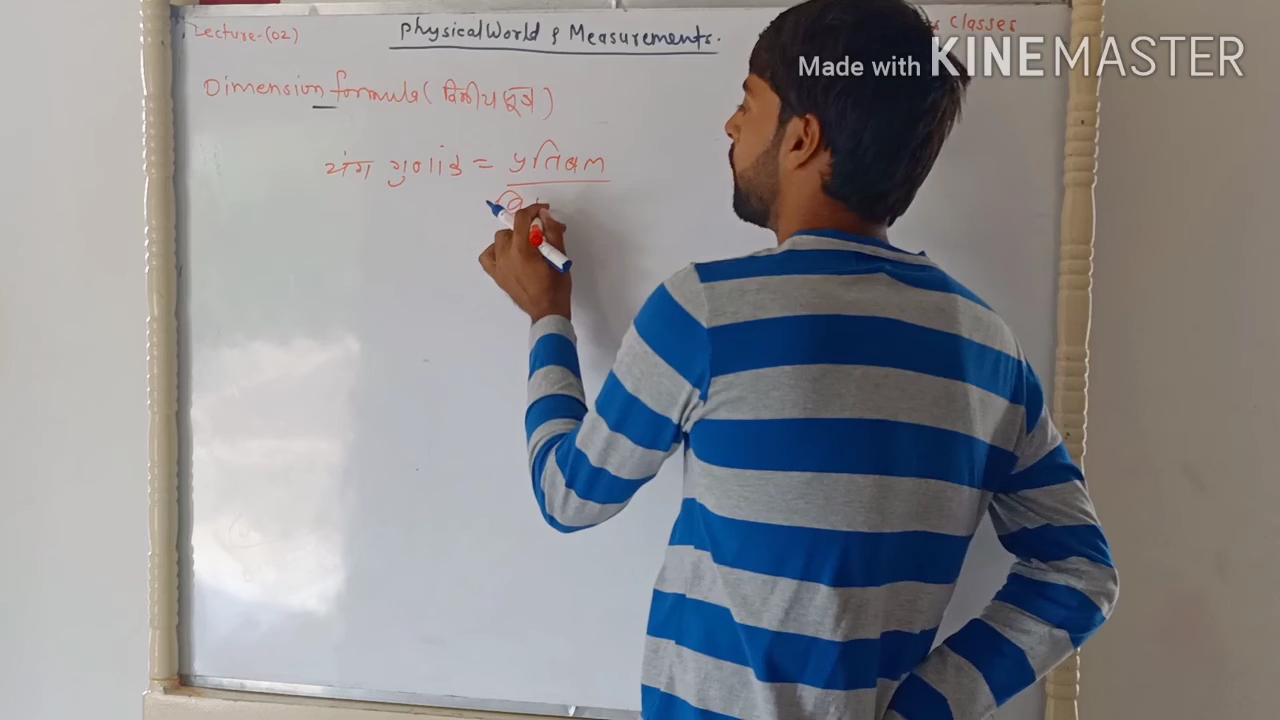 Lecture-(02)
Physical World & Measurements.
Classes
Made with KINEMASTER
Dimension formula (विमीय सूत्र)
यंग गुणांक = प्रतिबल
वि